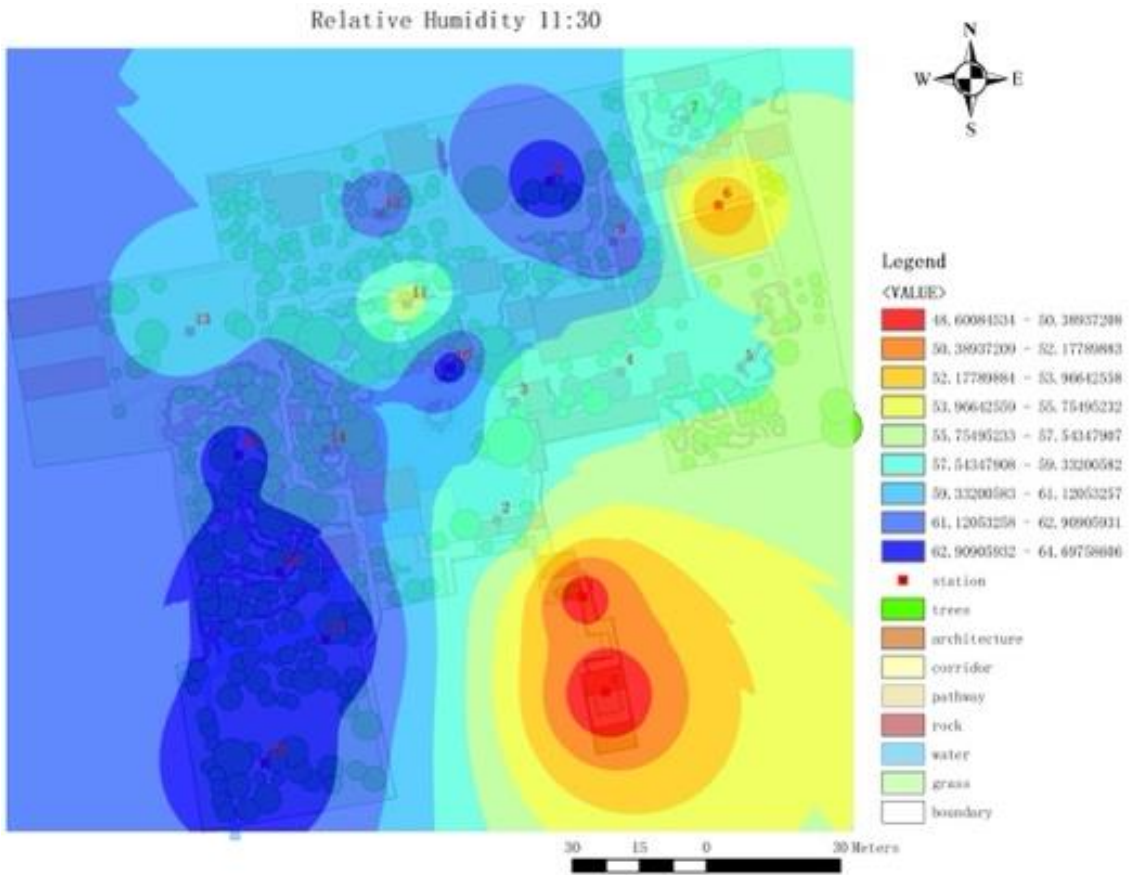 Relative Humidity 11:30
N
W E
S
7
6
9
11
13
4
5
3
2
14
Legend
<VALUE>
48.60084534 - 50.38937208
50.38937209 - 52.17789883
52.17789884 - 53.96642558
53.96642559 - 55.75495232
55.75495233 - 57.54347907
57.54347908 - 59.33200582
59.33200583 - 61.12053257
61.12053258 - 62.90905931
62.90905932 - 64.69758606
station
trees
architecture
corridor
pathway
rock
water
grass
boundary
30 15 0 30 Meters